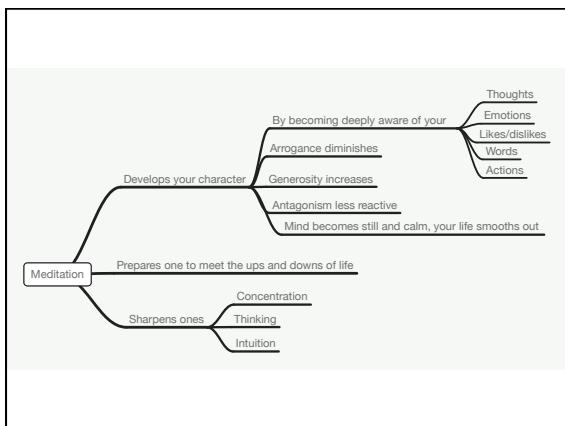 Thoughts
Emotions
By becoming deeply aware of your
Likes/dislikes
Words
Actions
Arrogance diminishes
Develops your character
Generosity increases
Antagonism less reactive
Mind becomes still and calm, your life smooths out
Meditation
Prepares one to meet the ups and downs of life
Concentration
Sharpens ones
Thinking
Intuition